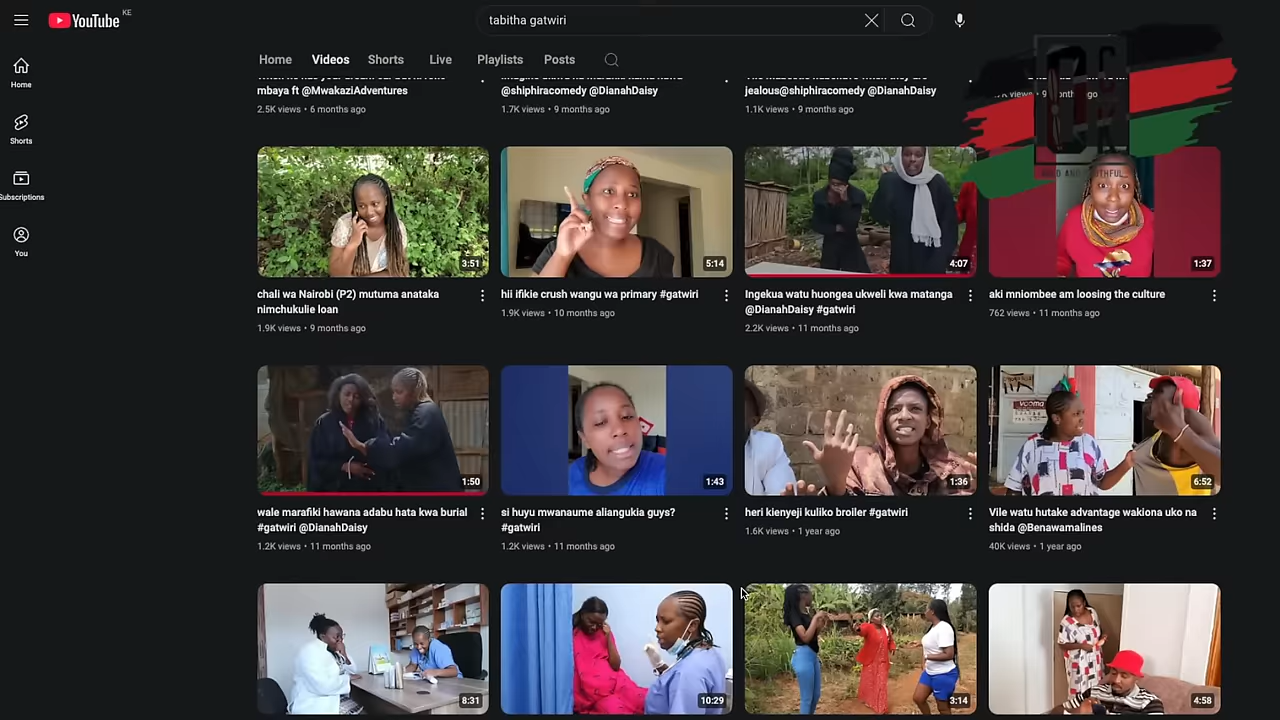 YouTube KE
tabitha gatwiri
Home
Videos
Shorts
Live
Playlists
Posts
Home
Shorts
Subscriptions
You
mbaya ft @MwakaziAdventures
2.5K views • 6 months ago
@shiphiracomedy @DianahDaisy
1.7K views • 9 months ago
jealous@shiphiracomedy @DianahDaisy
1.1K views • 9 months ago
3:51
5:14
4:07
1:37
chali wa Nairobi (P2) mutuma anataka
nimchukulie loan
1.9K views • 9 months ago
hii ifikie crush wangu wa primary #gatwiri
1.9K views • 10 months ago
Ingekua watu huongea ukweli kwa matanga
@DianahDaisy #gatwiri
2.2K views • 11 months ago
aki mniombee am loosing the culture
762 views • 11 months ago
1:50
1:43
1:36
6:52
wale marafiki hawana adabu hata kwa burial
#gatwiri @DianahDaisy
1.2K views • 11 months ago
si huyu mwanaume aliangukia guys?
#gatwiri
1.2K views • 11 months ago
heri kienyeji kuliko broiler #gatwiri
1.6K views • 1 year ago
Vile watu hutake advantage wakiona uko na
shida @Benawamalines
40K views • 1 year ago
8:31
10:29
3:14
4:58